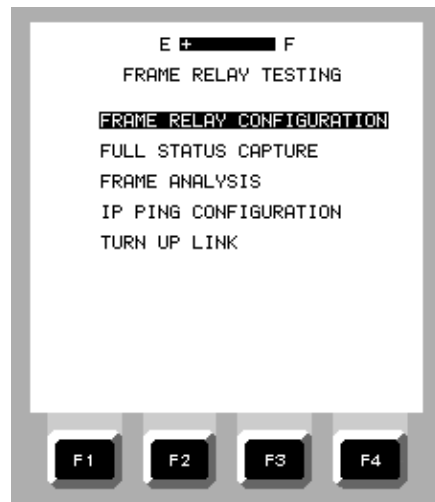 E + F
FRAME RELAY TESTING
FRAME RELAY CONFIGURATION
FULL STATUS CAPTURE
FRAME ANALYSIS
IP PING CONFIGURATION
TURN UP LINK
F1 F2 F3 F4